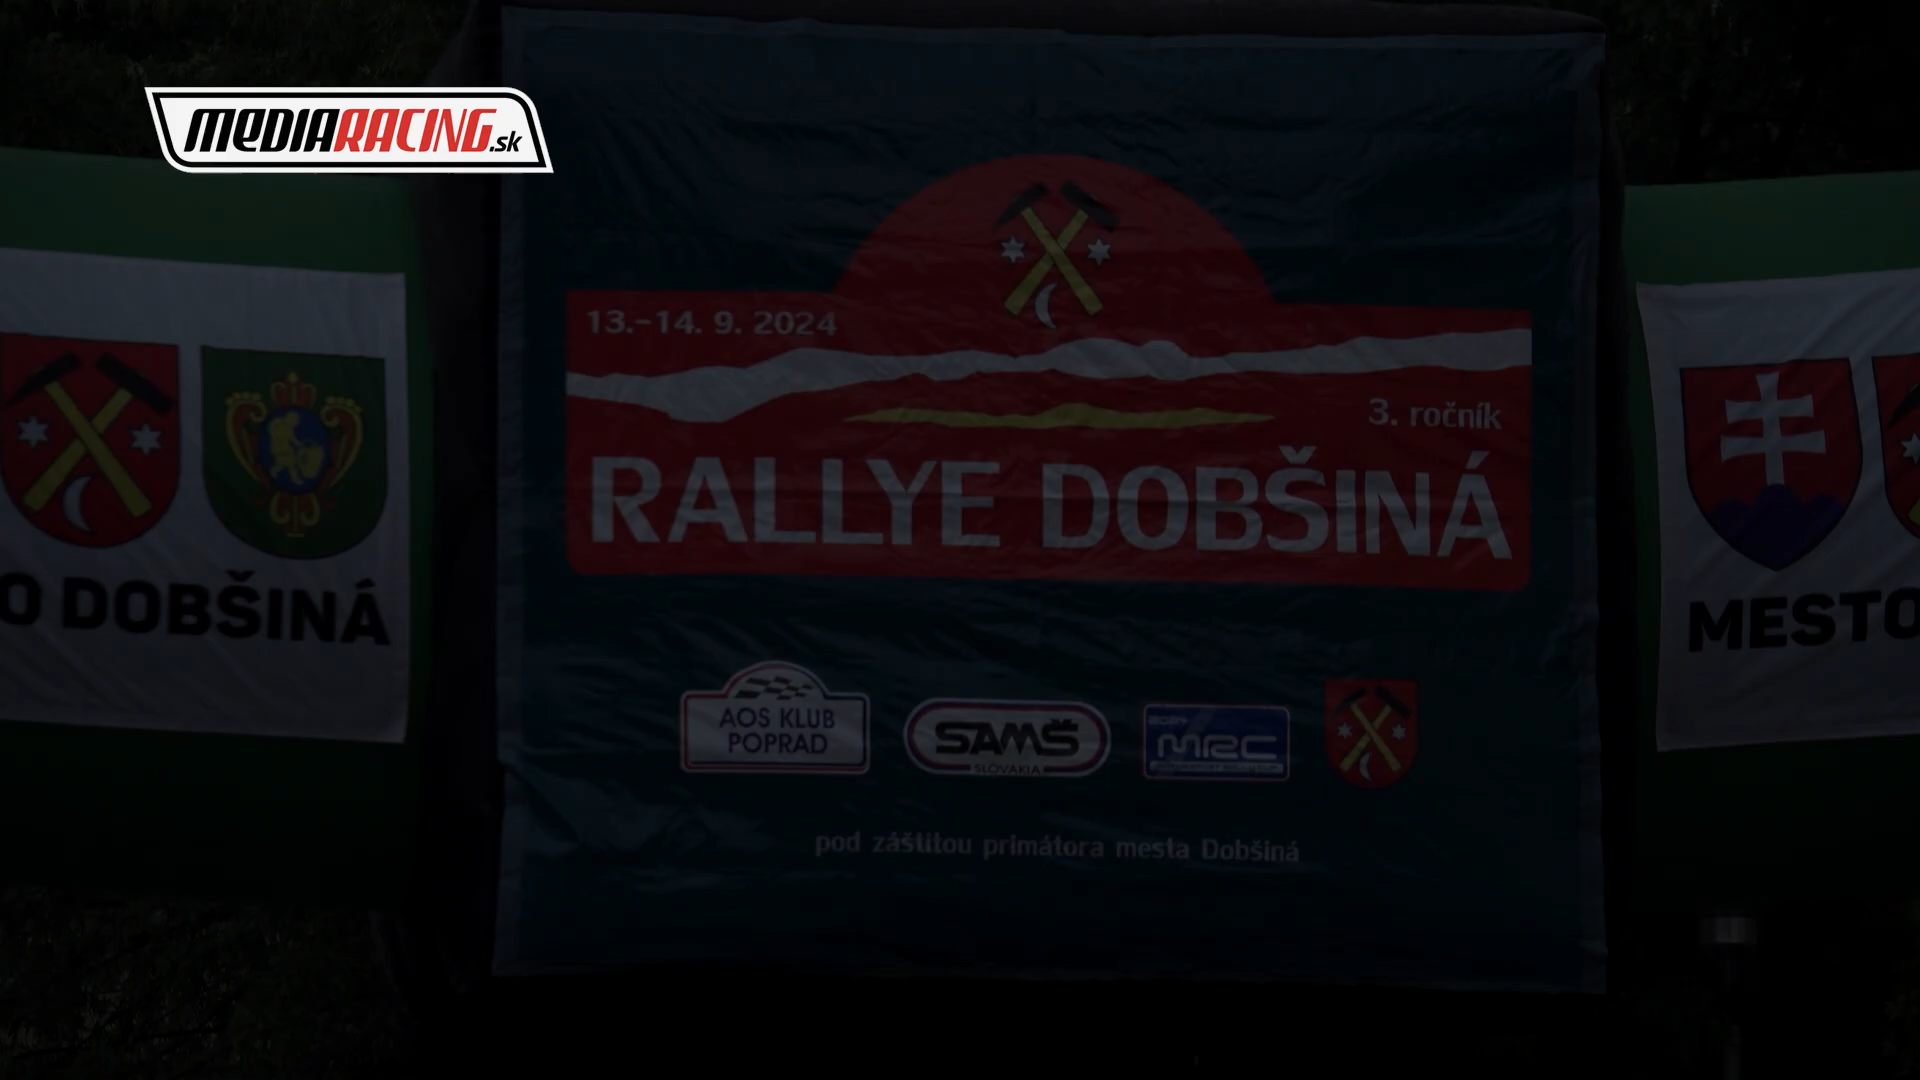 MEDIARACING.sk
13.-14. 9. 2024
3. ročník
RALLYE DOBŠINÁ
O DOBŠINÁ
MESTO
AOS KLUB
POPRAD
SAMŠ
SLOVAKIA
2024
MRC
pod záštitou primátora mesta Dobšiná